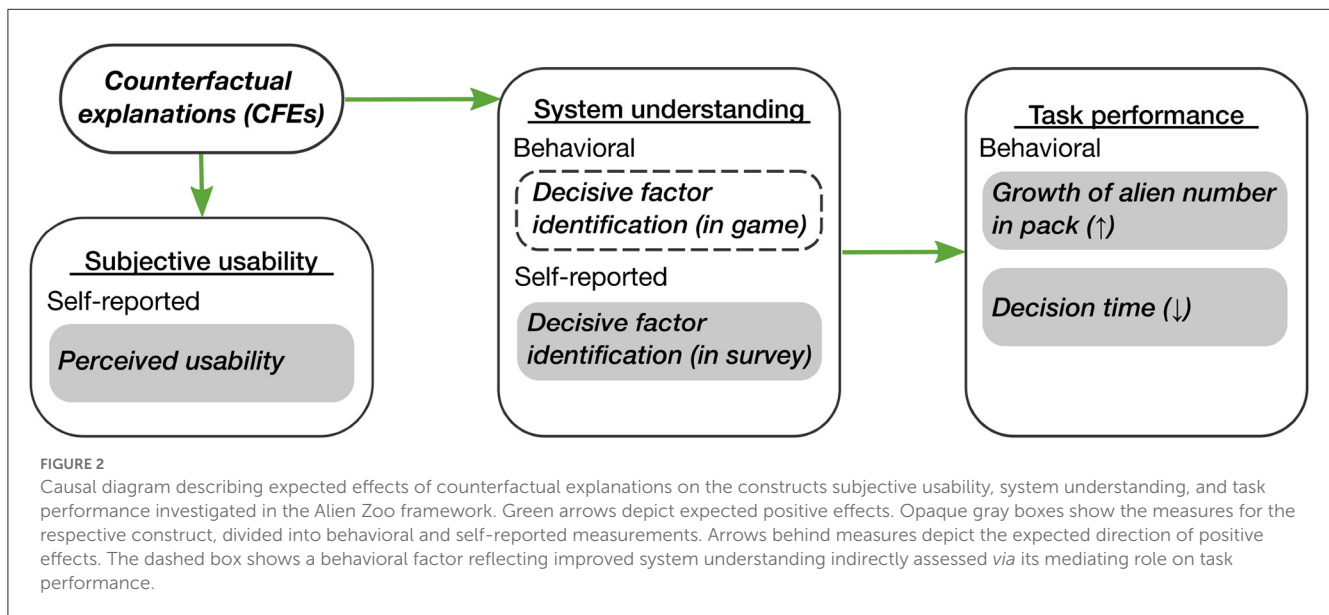 Counterfactual
explanations (CFEs)
Subjective usability
Self-reported
Perceived usability
System understanding
Behavioral
Decisive factor
identification (in game)
Self-reported
Decisive factor
identification (in survey)
Task performance
Behavioral
Growth of alien number
in pack (↑)
Decision time (↓)
FIGURE 2
Causal diagram describing expected effects of counterfactual explanations on the constructs subjective usability, system understanding, and task
performance investigated in the Alien Zoo framework. Green arrows depict expected positive effects. Opaque gray boxes show the measures for the
respective construct, divided into behavioral and self-reported measurements. Arrows behind measures depict the expected direction of positive
effects. The dashed box shows a behavioral factor reflecting improved system understanding indirectly assessed via its mediating role on task
performance.